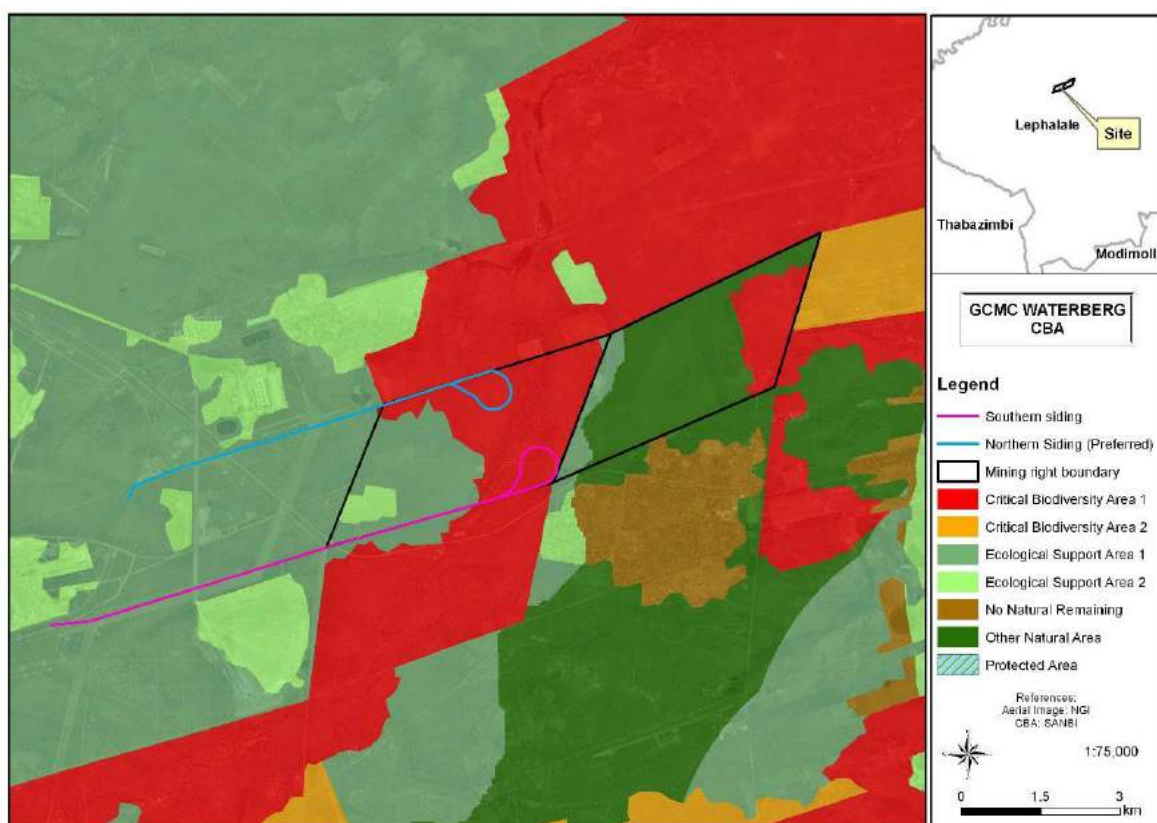 Lephalale
Site
Thabazimbi
Modimoll
GCMC WATERBERG
CBA
Legend
Southern siding
Northern Siding (Preferred)
Mining right boundary
Critical Biodiversity Area 1
Critical Biodiversity Area 2
Ecological Support Area 1
Ecological Support Area 2
No Natural Remaining
Other Natural Area
Protected Area
References:
Aerial Image: NGI
CBA: SANBI
1:75,000
0 1.5 3
km